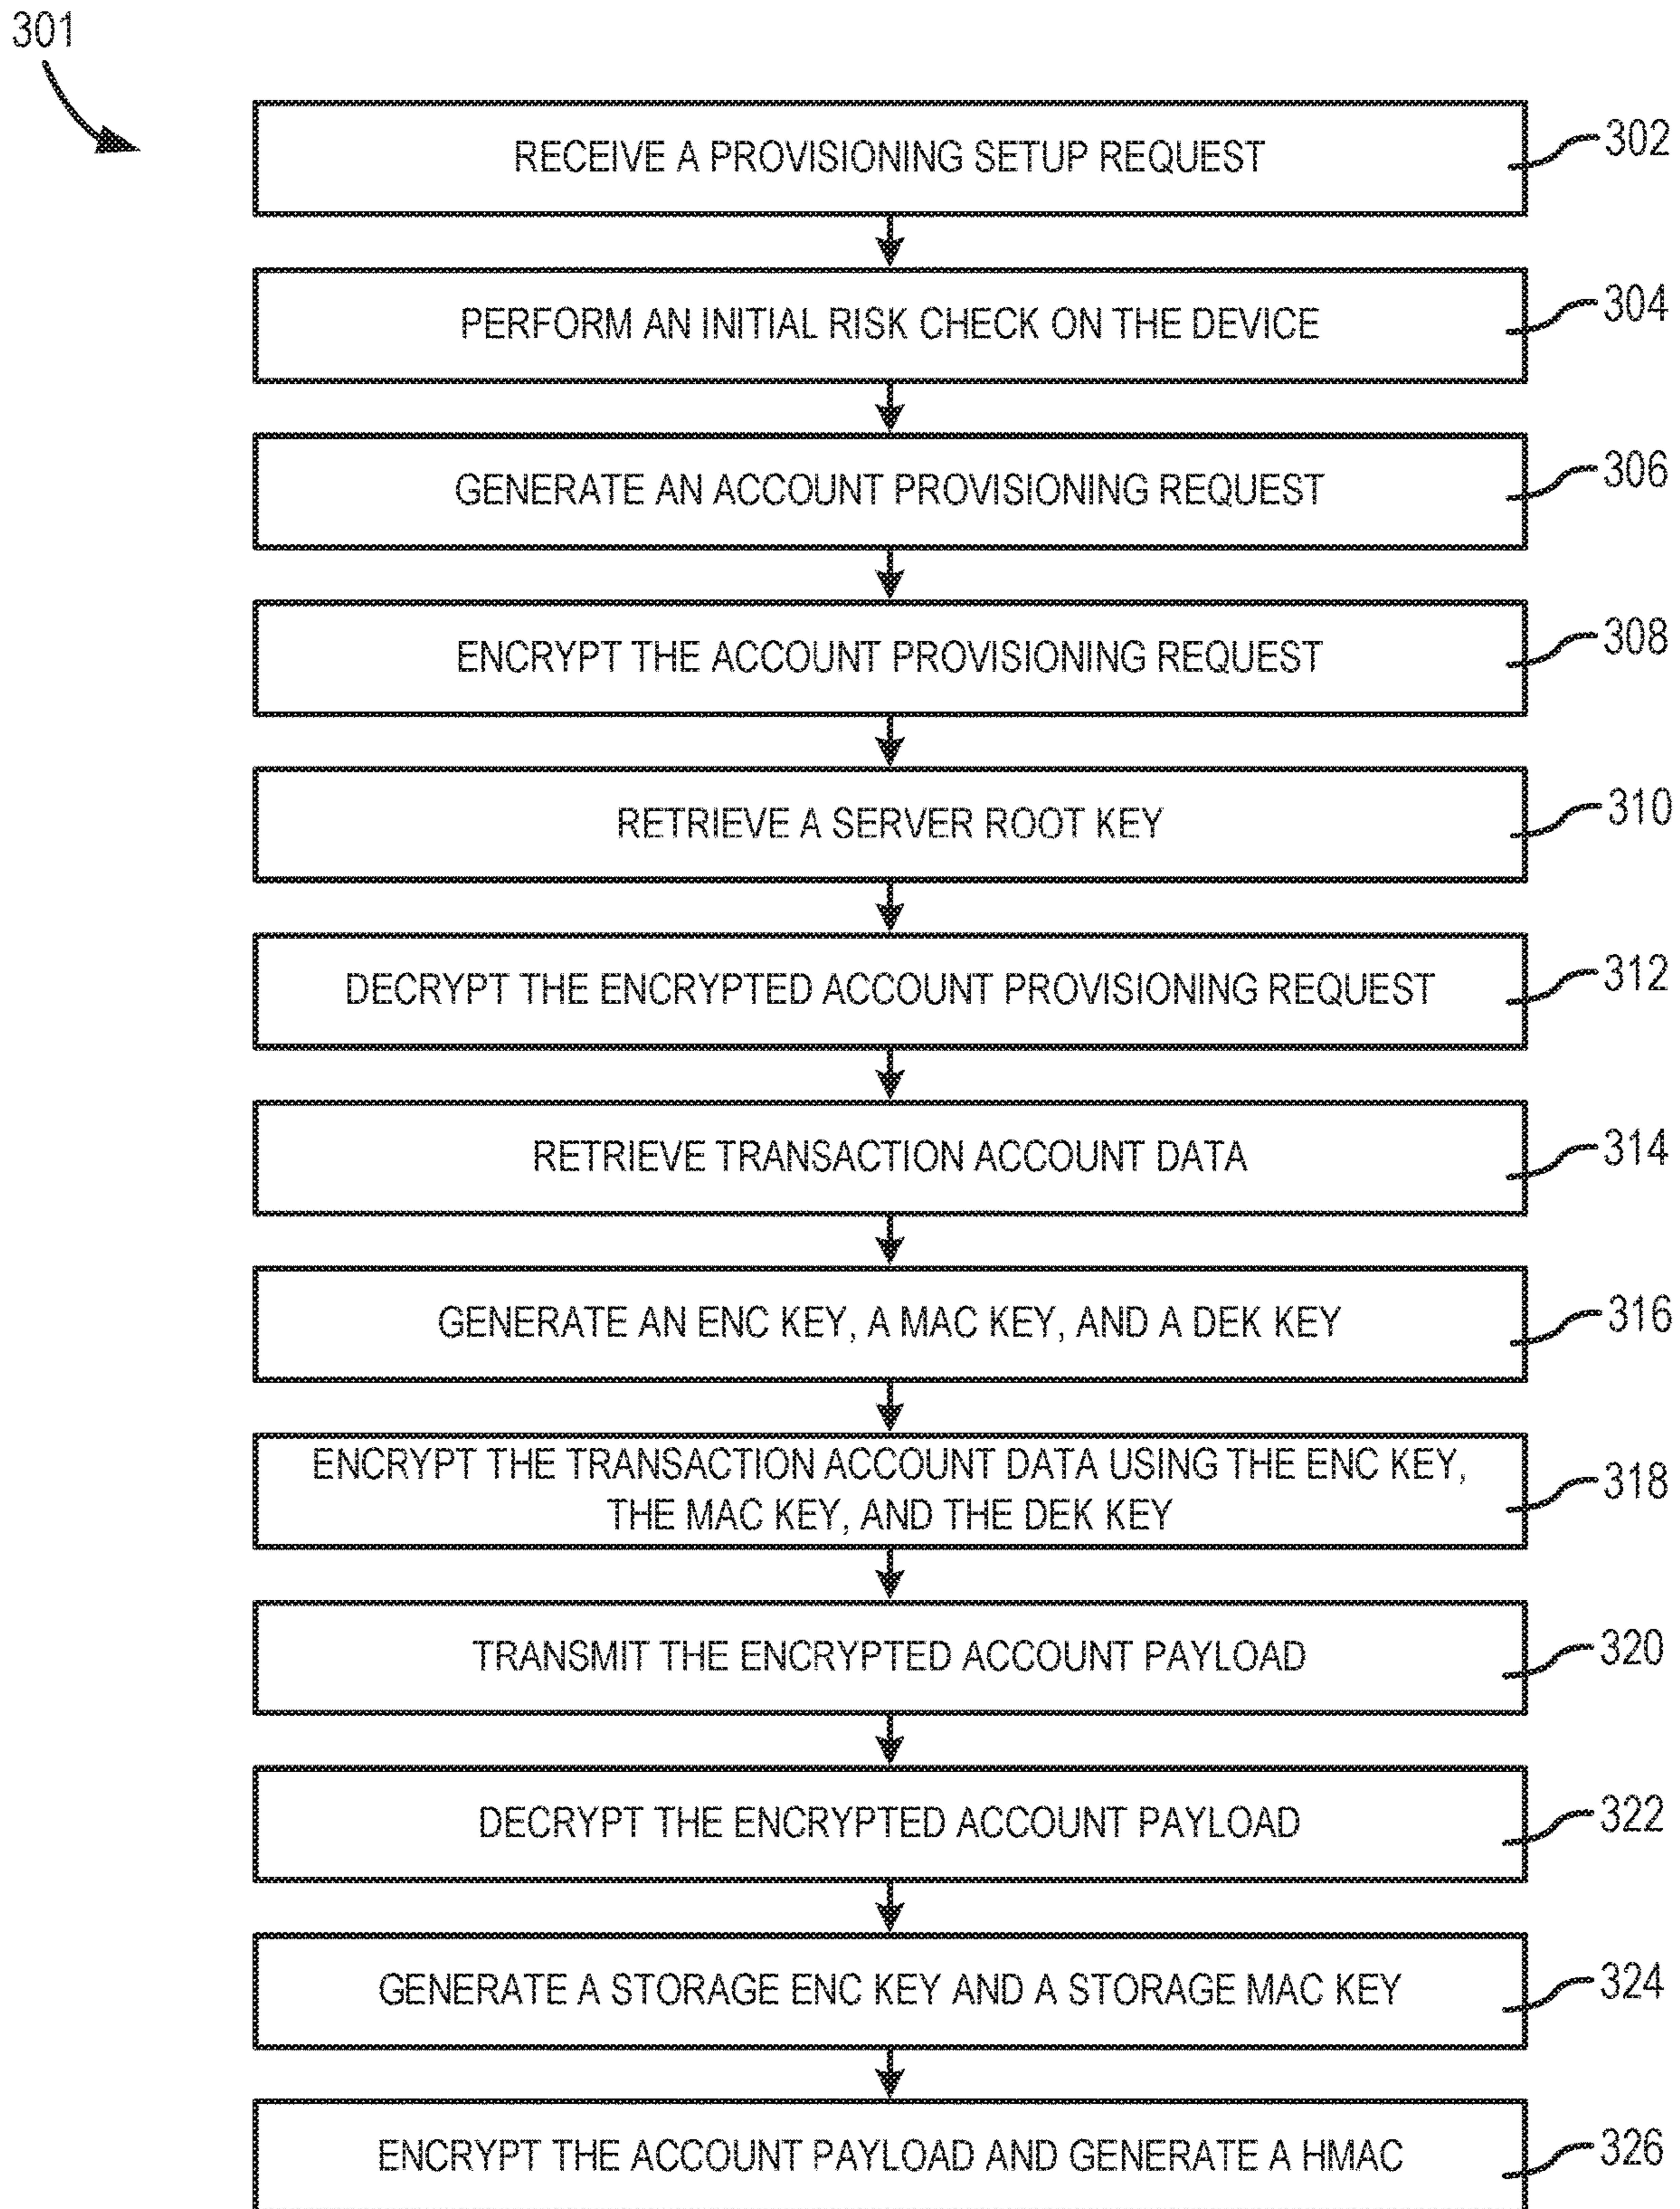 301
RECEIVE A PROVISIONING SETUP REQUEST
302
PERFORM AN INITIAL RISK CHECK ON THE DEVICE
304
GENERATE AN ACCOUNT PROVISIONING REQUEST
306
ENCRYPT THE ACCOUNT PROVISIONING REQUEST
308
RETRIEVE A SERVER ROOT KEY
310
DECRYPT THE ENCRYPTED ACCOUNT PROVISIONING REQUEST
312
RETRIEVE TRANSACTION ACCOUNT DATA
314
GENERATE AN ENC KEY, A MAC KEY, AND A DEK KEY
316
ENCRYPT THE TRANSACTION ACCOUNT DATA USING THE ENC KEY,
THE MAC KEY, AND THE DEK KEY
318
TRANSMIT THE ENCRYPTED ACCOUNT PAYLOAD
320
DECRYPT THE ENCRYPTED ACCOUNT PAYLOAD
322
GENERATE A STORAGE ENC KEY AND A STORAGE MAC KEY
324
ENCRYPT THE ACCOUNT PAYLOAD AND GENERATE A HMAC
326